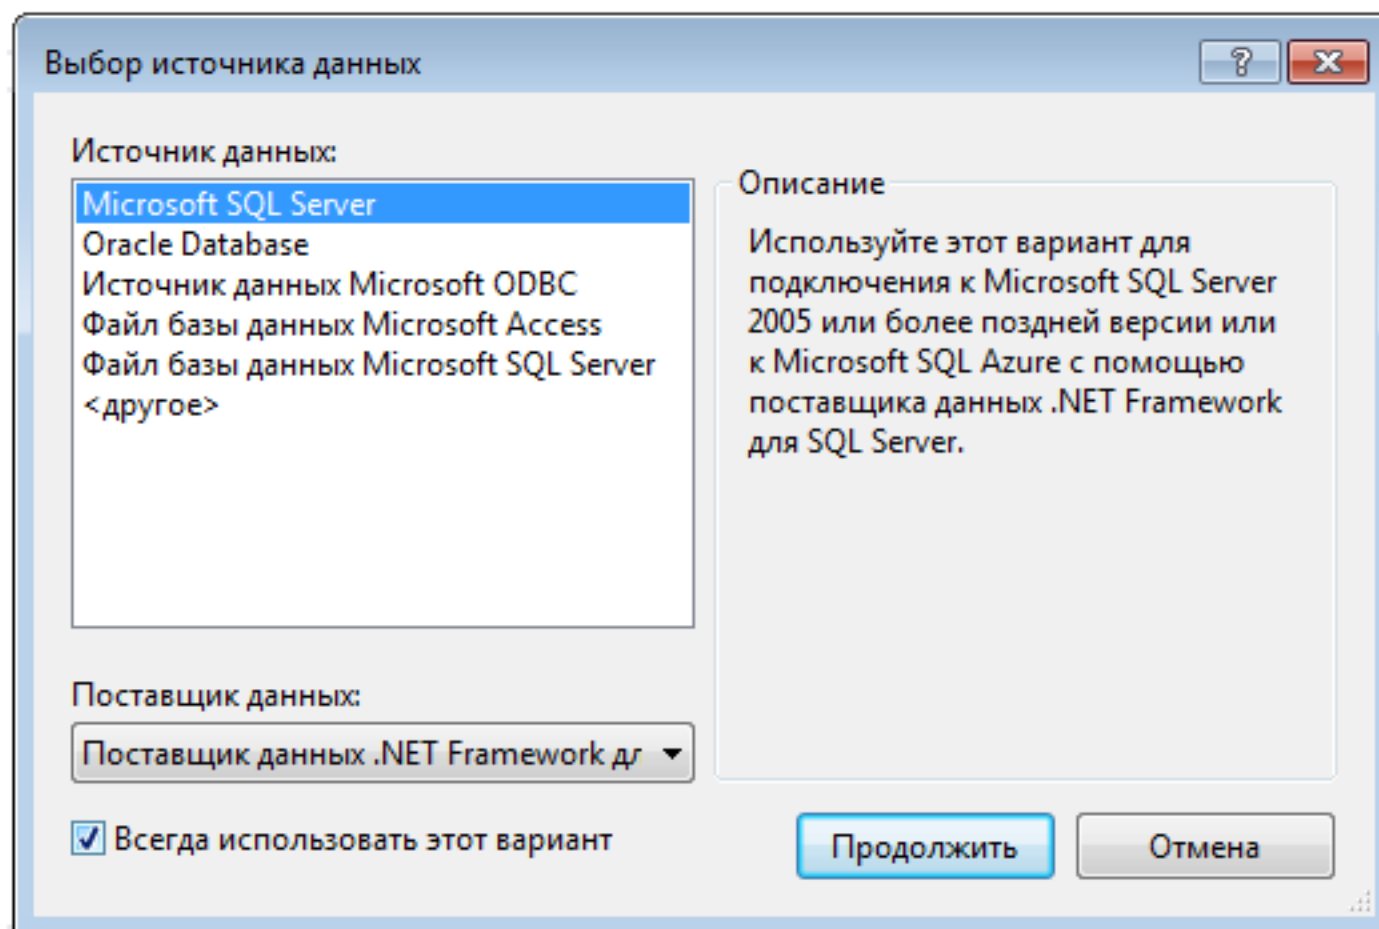 Выбор источника данных
?
Источник данных:
Microsoft SQL Server
Oracle Database
Источник данных Microsoft ODBC
Файл базы данных Microsoft Access
Файл базы данных Microsoft SQL Server
<другое>
Описание
Используйте этот вариант для
подключения к Microsoft SQL Server
2005 или более поздней версии или
к Microsoft SQL Azure с помощью
поставщика данных .NET Framework
для SQL Server.
Поставщик данных:
Поставщик данных .NET Framework дл
Всегда использовать этот вариант
Продолжить
Отмена